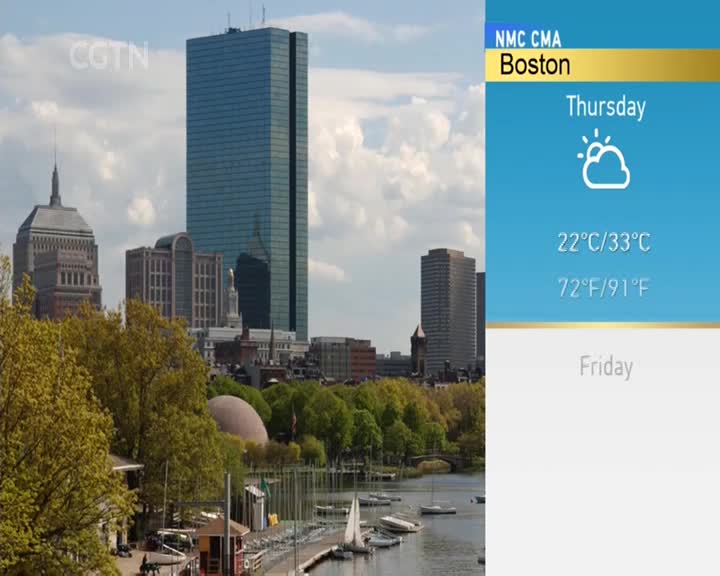 CGTN
NMC CMA
Boston
Thursday
22°C/33°C
72°F/91°F
Friday